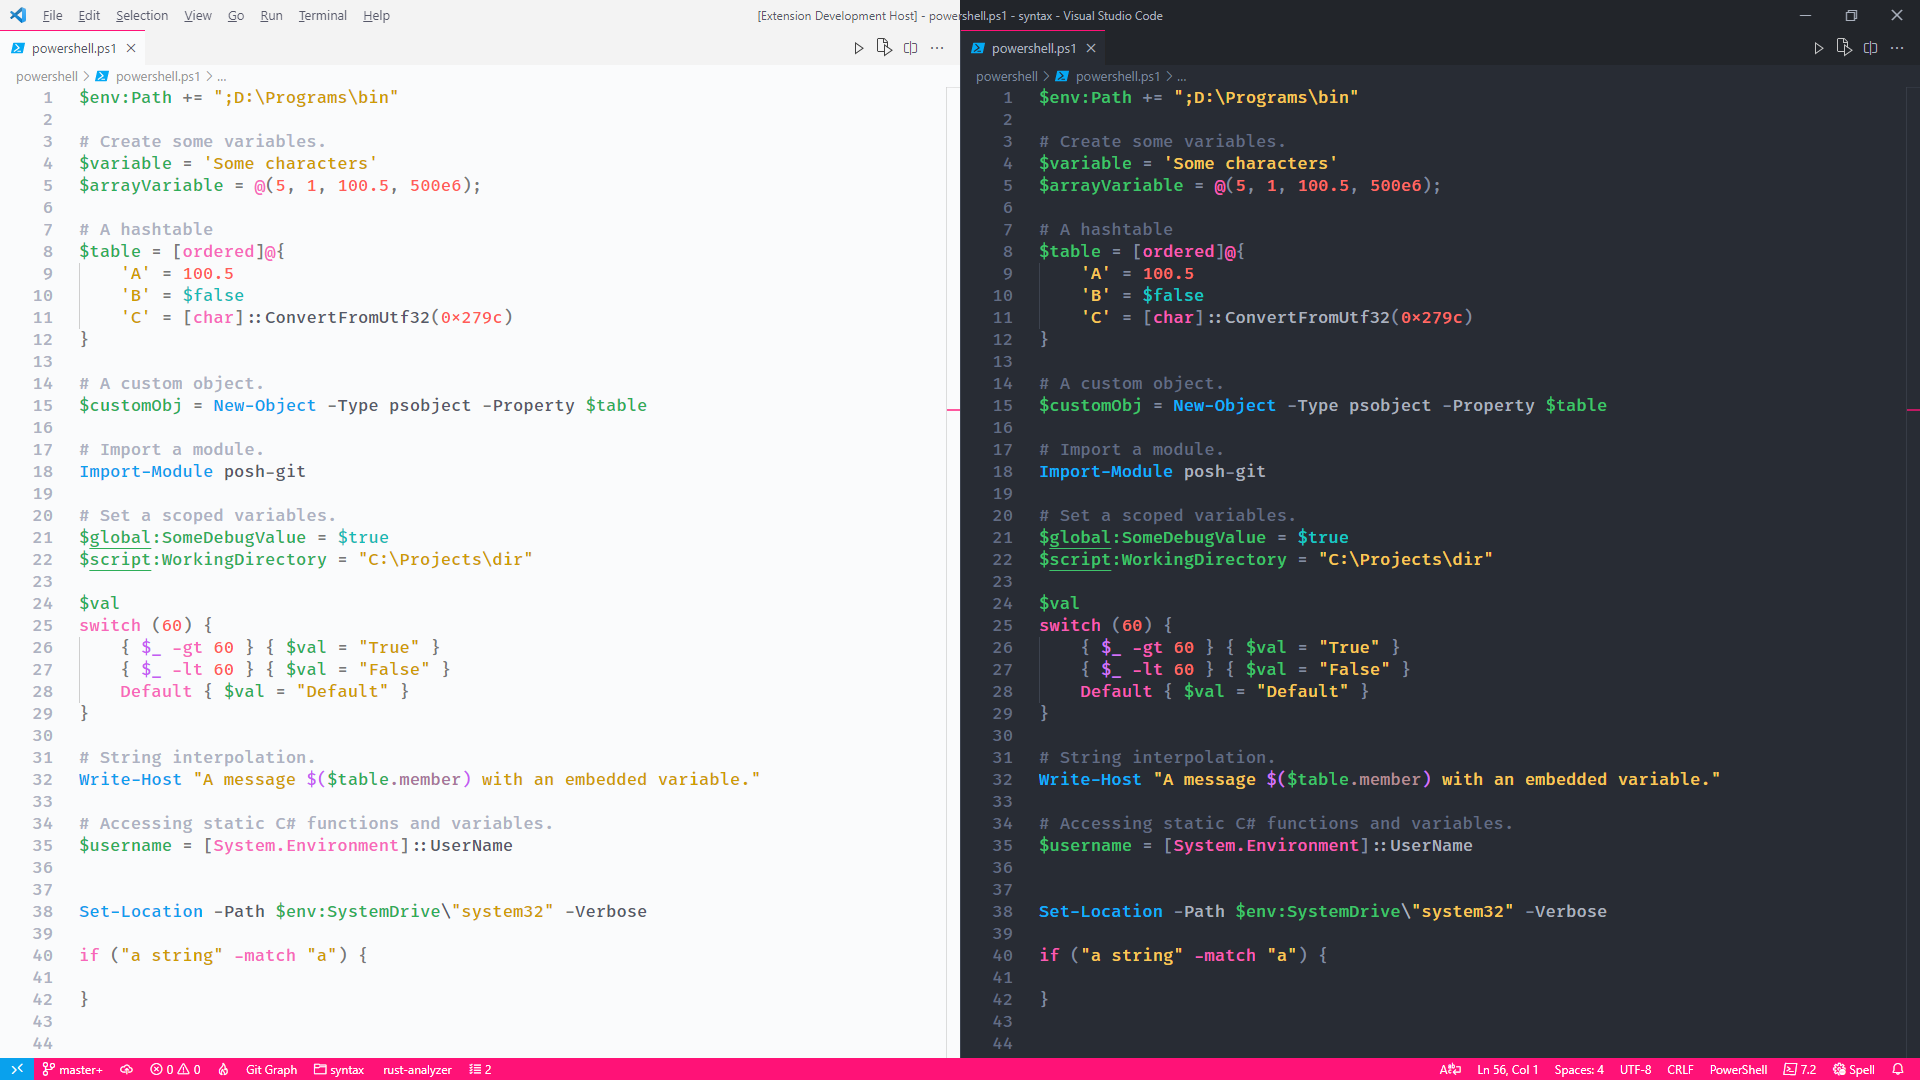 File Edit Selection View Go Run Terminal Help
[Extension Development Host] - powershell.ps1 - syntax - Visual Studio Code
powershell.ps1
powershell > powershell.ps1 > ...
1 $env:Path += ";D:\Programs\bin"
2
3 # Create some variables.
4 $variable = 'Some characters'
5 $arrayVariable = @(5, 1, 100.5, 500e6);
6
7 # A hashtable
8 $table = [ordered]@{
9 'A' = 100.5
10 'B' = $false
11 'C' = [char]::ConvertFromUtf32(0x279c)
12 }
13
14 # A custom object.
15 $customObj = New-Object -Type psobject -Property $table
16
17 # Import a module.
18 Import-Module posh-git
19
20 # Set a scoped variables.
21 $global:SomeDebugValue = $true
22 $script:WorkingDirectory = "C:\Projects\dir"
23
24 $val
25 switch (60) {
26 { $_ -gt 60 } { $val = "True" }
27 { $_ -lt 60 } { $val = "False" }
28 Default { $val = "Default" }
29 }
30
31 # String interpolation.
32 Write-Host "A message $($table.member) with an embedded variable."
33
34 # Accessing static C# functions and variables.
35 $username = [System.Environment]::UserName
36
37
38 Set-Location -Path $env:SystemDrive\"system32" -Verbose
39
40 if ("a string" -match "a") {
41
42 }
43
44
powershell.ps1
powershell > powershell.ps1 > ...
1 $env:Path += ";D:\Programs\bin"
2
3 # Create some variables.
4 $variable = 'Some characters'
5 $arrayVariable = @(5, 1, 100.5, 500e6);
6
7 # A hashtable
8 $table = [ordered]@{
9 'A' = 100.5
10 'B' = $false
11 'C' = [char]::ConvertFromUtf32(0x279c)
12 }
13
14 # A custom object.
15 $customObj = New-Object -Type psobject -Property $table
16
17 # Import a module.
18 Import-Module posh-git
19
20 # Set a scoped variables.
21 $global:SomeDebugValue = $true
22 $script:WorkingDirectory = "C:\Projects\dir"
23
24 $val
25 switch (60) {
26 { $_ -gt 60 } { $val = "True" }
27 { $_ -lt 60 } { $val = "False" }
28 Default { $val = "Default" }
29 }
30
31 # String interpolation.
32 Write-Host "A message $($table.member) with an embedded variable."
33
34 # Accessing static C# functions and variables.
35 $username = [System.Environment]::UserName
36
37
38 Set-Location -Path $env:SystemDrive\"system32" -Verbose
39
40 if ("a string" -match "a") {
41
42 }
43
44
master+ 0 0 Git Graph syntax rust-analyzer 2 Ln 56, Col 1 Spaces: 4 UTF-8 CRLF PowerShell 7.2 Spell